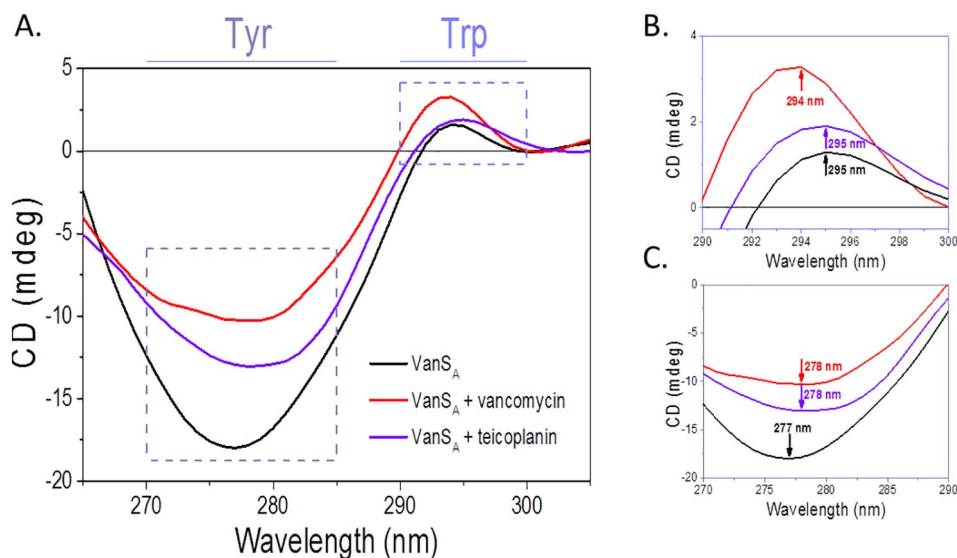 A.
Tyr
Trp
CD (mdeg)
5
0
-5
-10
-15
-20
270
280
290
300
Wavelength (nm)
VanS_A
VanS_A + vancomycin
VanS_A + teicoplanin
B.
CD (mdeg)
4
2
0
294 nm
295 nm
295 nm
290
292
294
296
298
300
Wavelength (nm)
C.
CD (mdeg)
0
-5
-10
-15
-20
278 nm
278 nm
277 nm
270
275
280
285
290
Wavelength (nm)